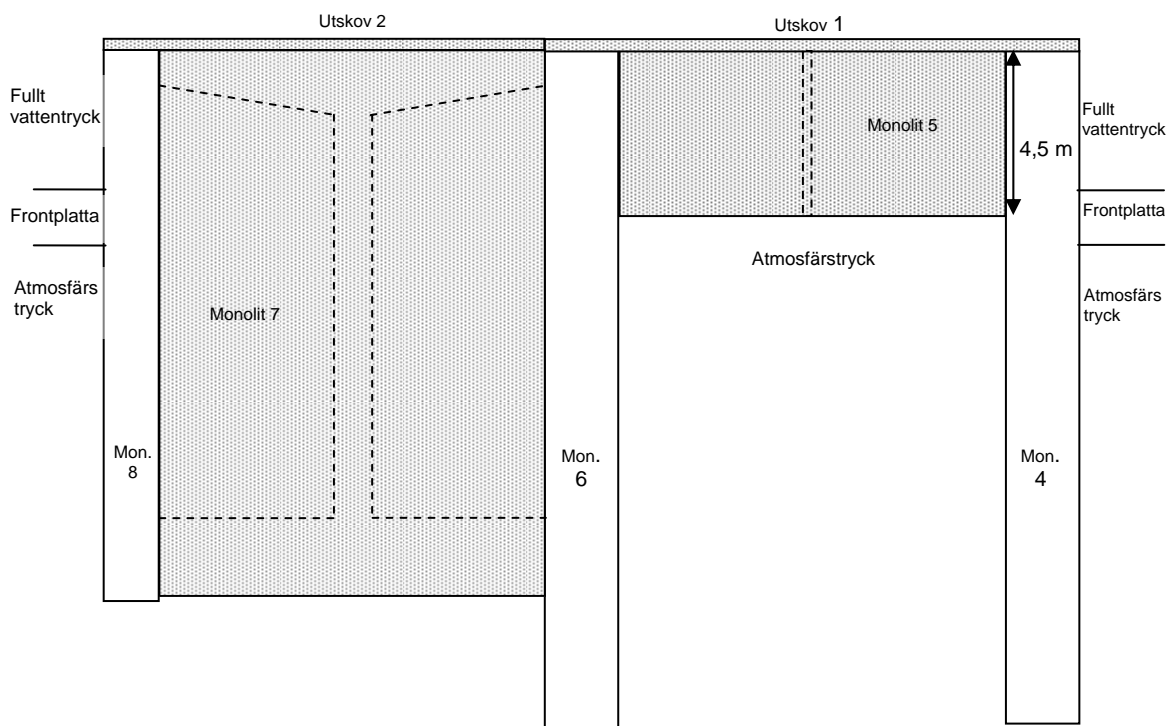 Utskov 2
Utskov 1
Fullt
vattentryck
Frontplatta
Atmosfärs
tryck
Monolit 7
Mon.
8
Mon.
6
Monolit 5
4,5 m
Atmosfärstryck
Mon.
4
Fullt
vattentryck
Frontplatta
Atmosfärs
tryck